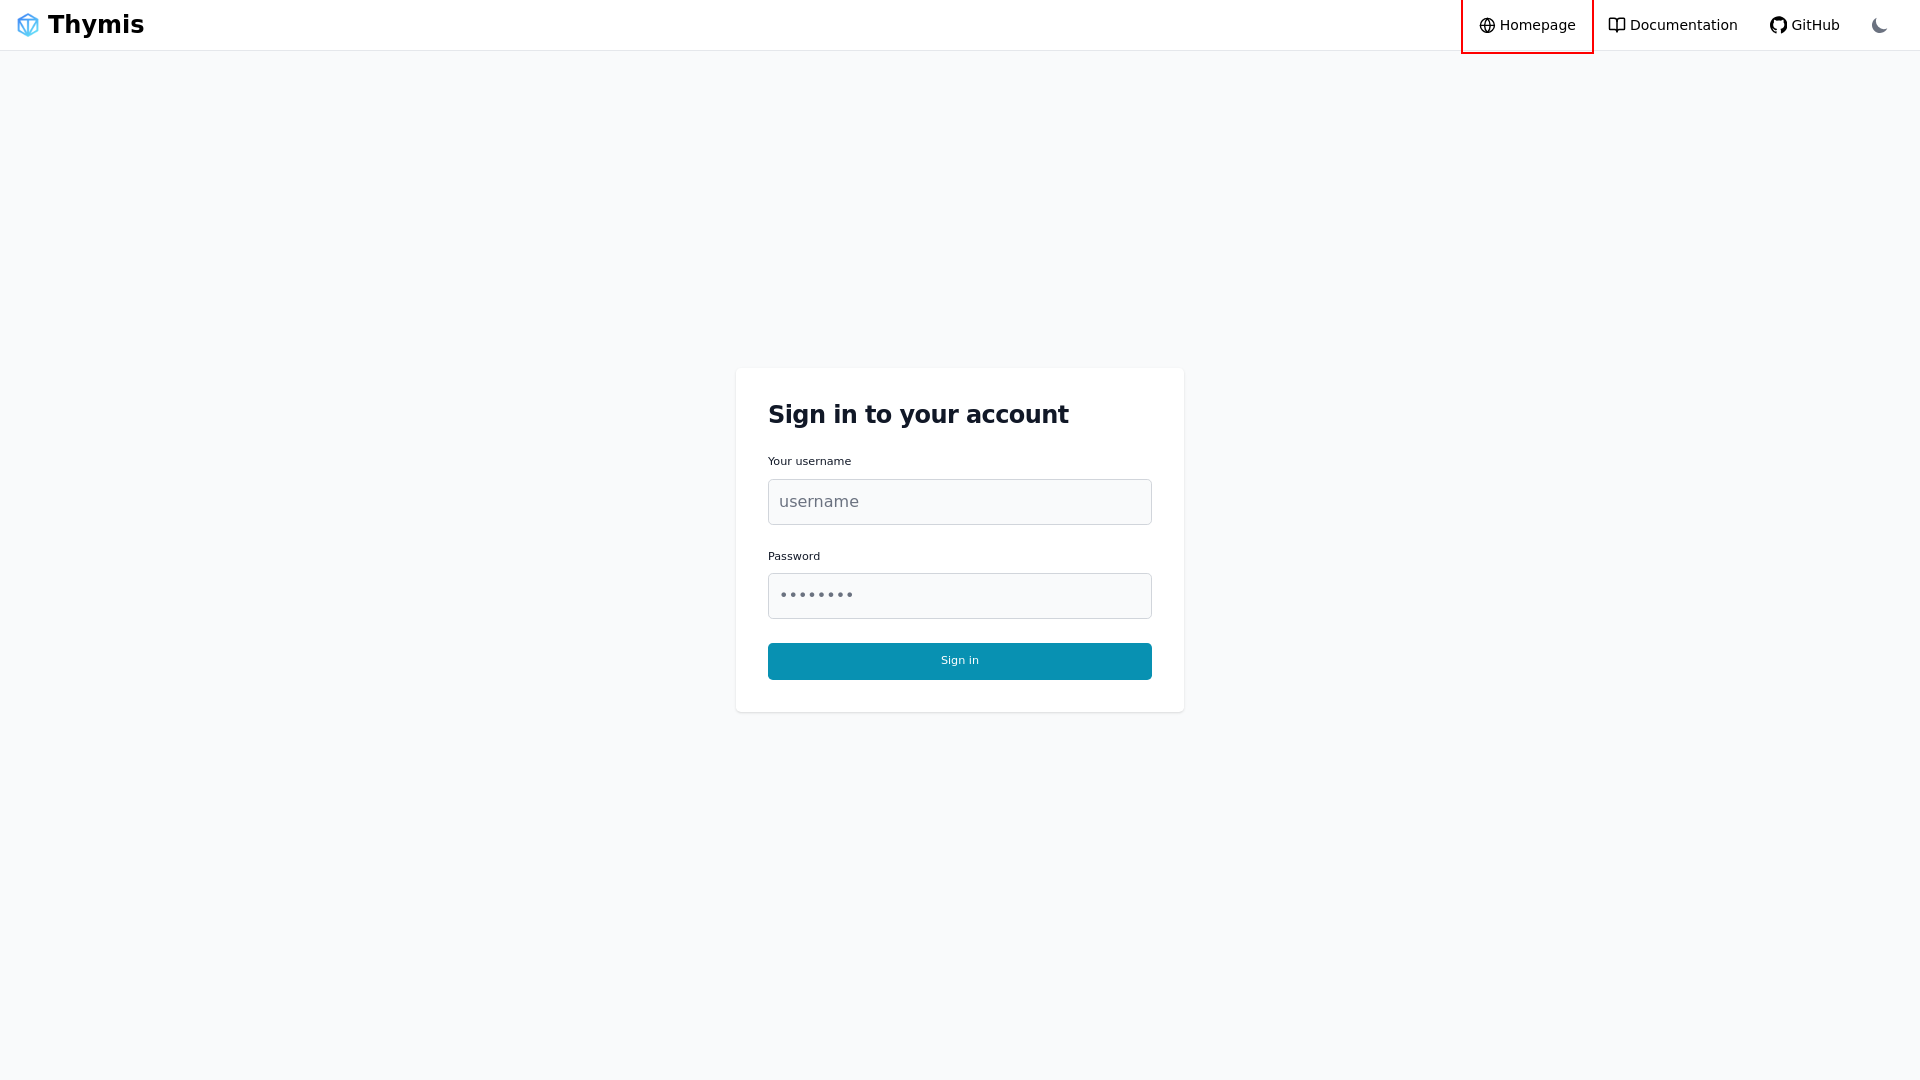 Thymis
Homepage
Documentation
GitHub
Sign in to your account
Your username
username
Password
••••••••
Sign in